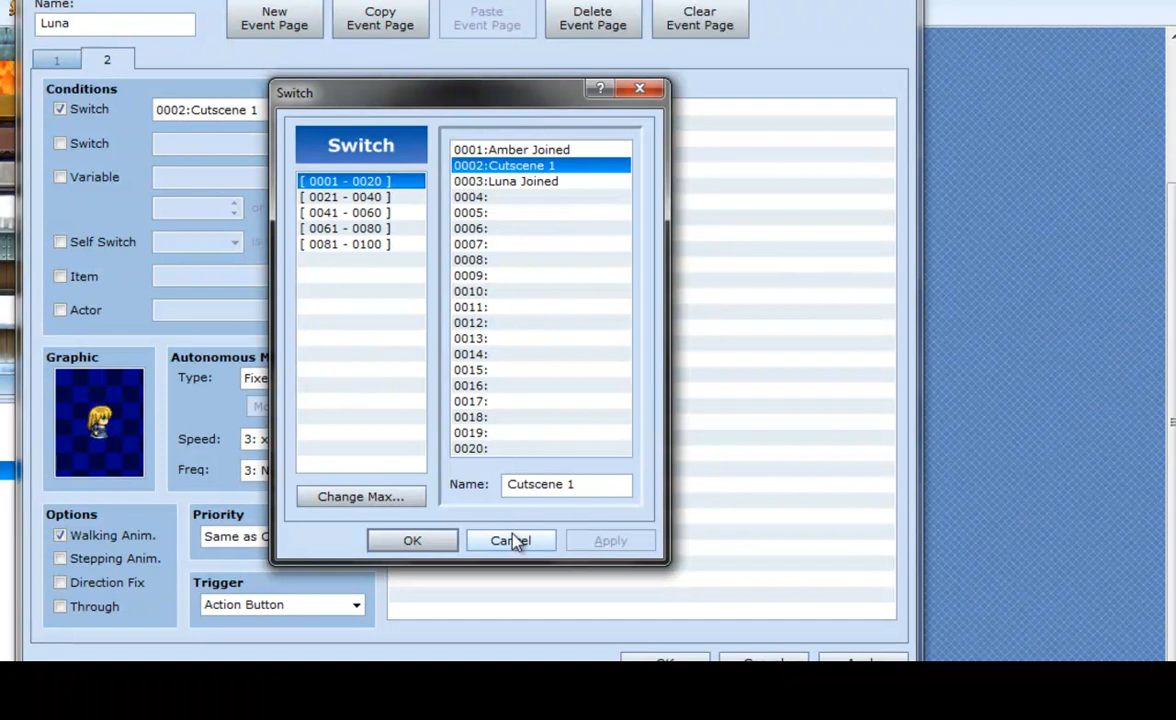 Name:
Luna
New
Event Page
Copy
Event Page
Paste
Event Page
Delete
Event Page
Clear
Event Page
1
2
Conditions
Switch
0002:Cutscene 1
Switch
Variable
Self Switch
Item
Actor
Graphic
Autonomous M
Type:
Fixe
Mo
Speed:
3: x
Freq:
3: N
Options
Walking Anim.
Stepping Anim.
Direction Fix
Through
Priority
Same as C
Trigger
Action Button
Switch
?
Switch
[ 0001 - 0020 ]
[ 0021 - 0040 ]
[ 0041 - 0060 ]
[ 0061 - 0080 ]
[ 0081 - 0100 ]
Change Max...
0001:Amber Joined
0002:Cutscene 1
0003:Luna Joined
0004:
0005:
0006:
0007:
0008:
0009:
0010:
0011:
0012:
0013:
0014:
0015:
0016:
0017:
0018:
0019:
0020:
Name:
Cutscene 1
OK
Cancel
Apply